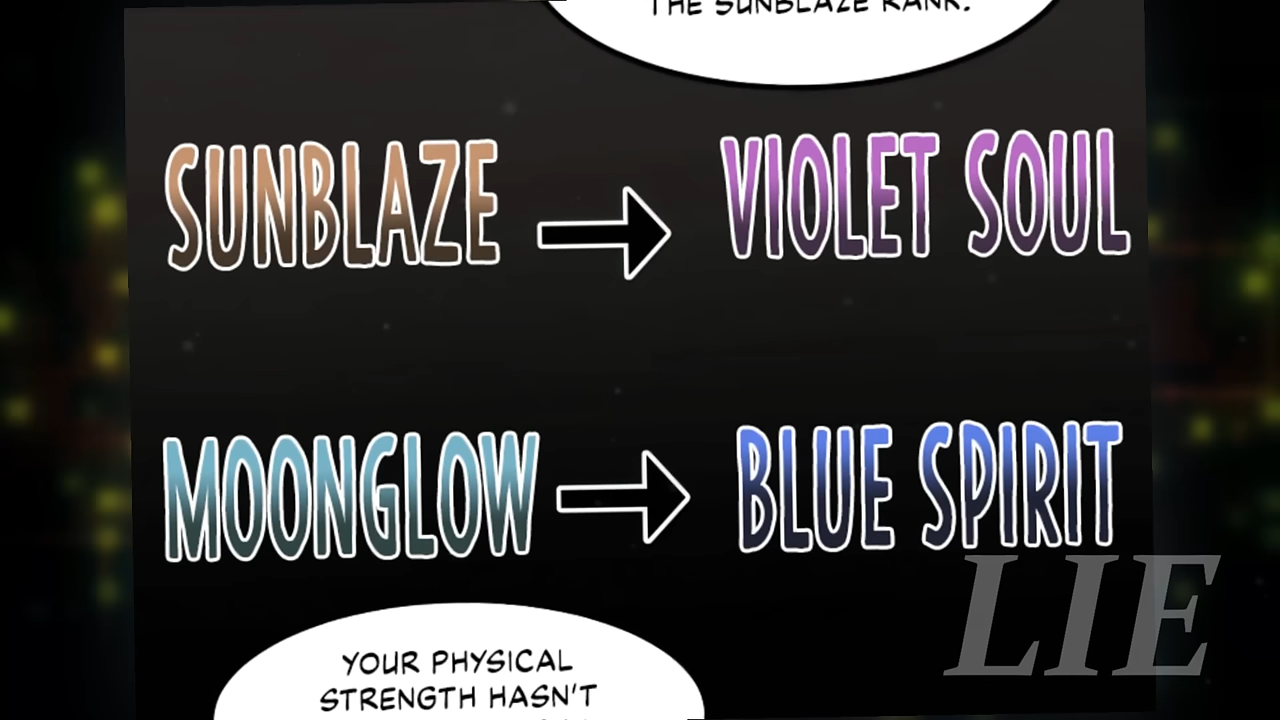 THE SUNBLAZE RANK.
SUNBLAZE → VIOLET SOUL
MOONGLOW → BLUE SPIRIT
LIE
YOUR PHYSICAL
STRENGTH HASN'T